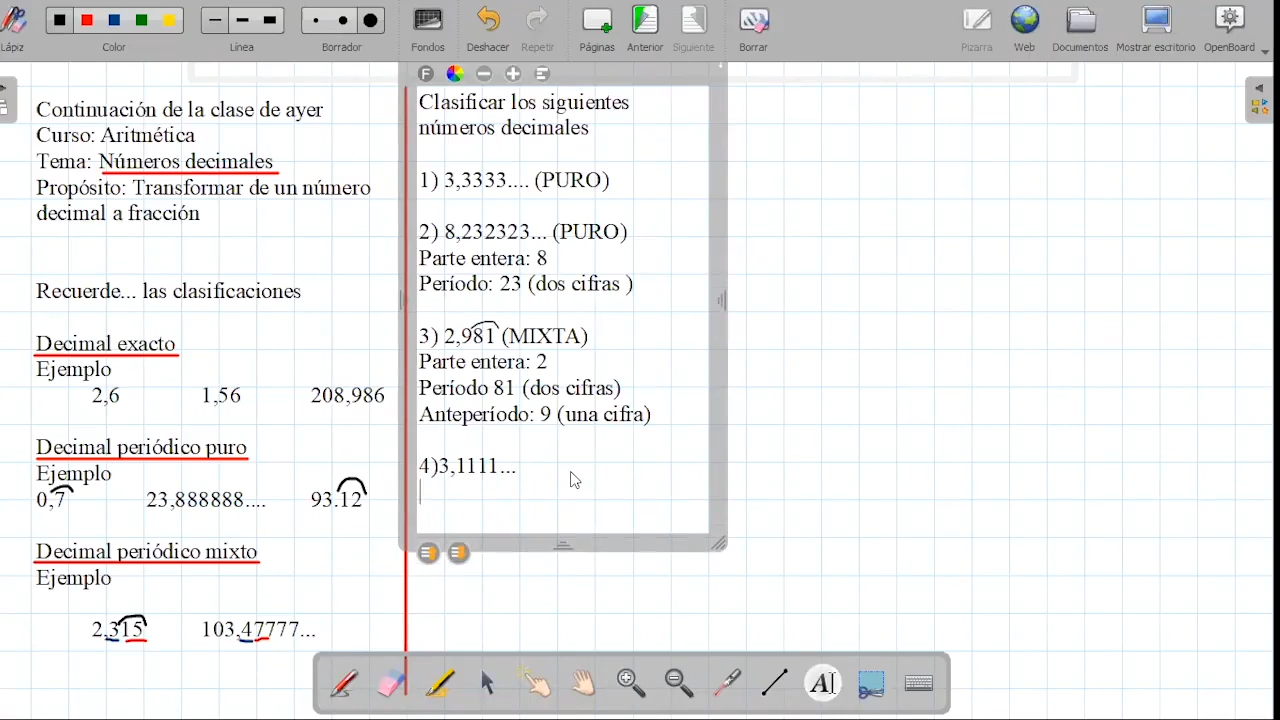 Lápiz
Color
Línea
Borrador
Fondos
Deshacer
Repetir
Páginas
Anterior
Siguiente
Borrar
Pizarra
Web
Documentos
Mostrar escritorio
OpenBoard
Continuación de la clase de ayer
Curso: Aritmética
Tema: Números decimales
Propósito: Transformar de un número
decimal a fracción
Recuerde... las clasificaciones
Decimal exacto
Ejemplo
2,6 1,56 208,986
Decimal periódico puro
Ejemplo
0,7 23,888888.... 93.12
Decimal periódico mixto
Ejemplo
2,315 103,47777...
F
Clasificar los siguientes
números decimales
1) 3,3333.... (PURO)
2) 8,232323... (PURO)
Parte entera: 8
Período: 23 (dos cifras )
3) 2,981 (MIXTA)
Parte entera: 2
Período 81 (dos cifras)
Anteperíodo: 9 (una cifra)
4)3,1111...
A